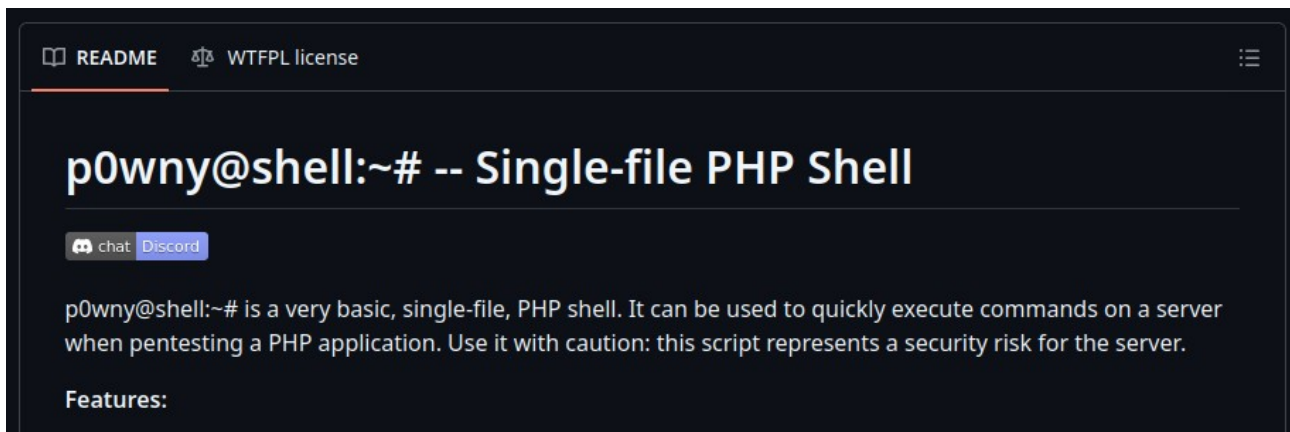 README WTFPL license
p0wny@shell:~# -- Single-file PHP Shell
chat Discord
p0wny@shell:~# is a very basic, single-file, PHP shell. It can be used to quickly execute commands on a server
when pentesting a PHP application. Use it with caution: this script represents a security risk for the server.
Features: